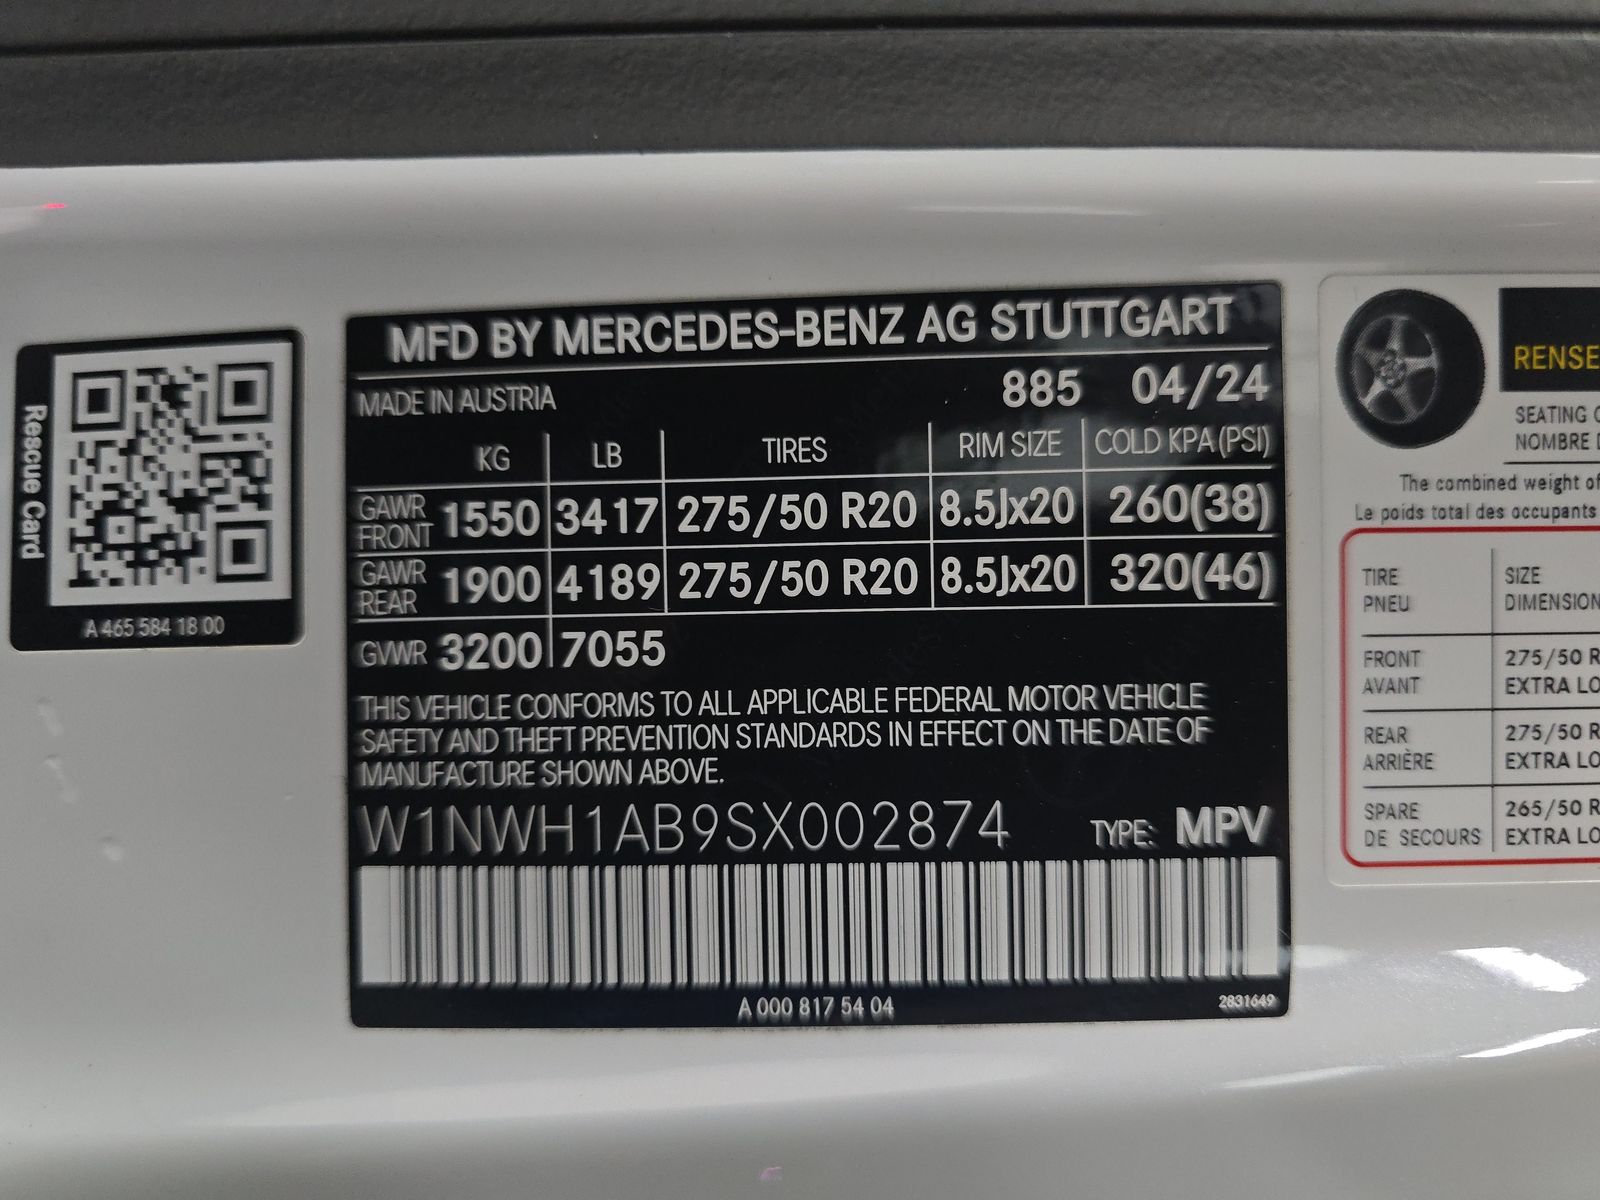 MFD BY MERCEDES-BENZ AG STUTTGART
MADE IN AUSTRIA 885 04/24
KG LB TIRES RIM SIZE COLD KPA (PSI)
GAWR FRONT 1550 3417 275/50 R20 8.5Jx20 260(38)
GAWR REAR 1900 4189 275/50 R20 8.5Jx20 320(46)
GVWR 3200 7055
THIS VEHICLE CONFORMS TO ALL APPLICABLE FEDERAL MOTOR VEHICLE
SAFETY AND THEFT PREVENTION STANDARDS IN EFFECT ON THE DATE OF
MANUFACTURE SHOWN ABOVE.
W1NWH1AB9SX002874 TYPE: MPV
A 000 817 54 04 2831649
Rescue Card
A 465 584 18 00
RENSE
SEATING C
NOMBRE D
The combined weight of
Le poids total des occupants
TIRE SIZE
PNEU DIMENSION
FRONT 275/50 R
AVANT EXTRA LO
REAR 275/50 R
ARRIÈRE EXTRA LO
SPARE 265/50 R
DE SECOURS EXTRA LO